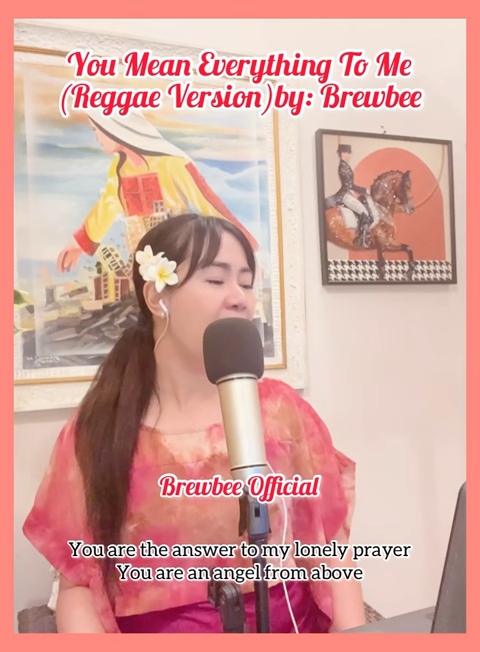 You Mean Everything To Me
(Reggae Version)by: Brewbee
Brewbee Official
You are the answer to my lonely prayer
You are an angel from above